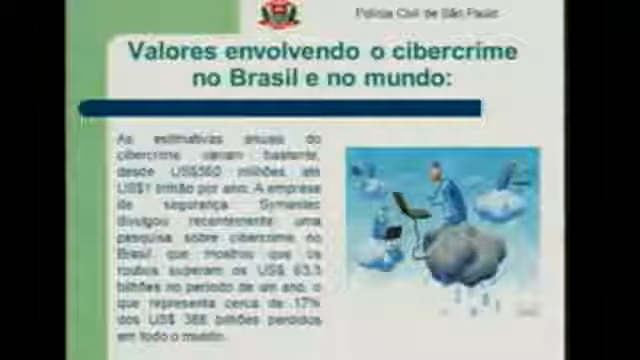 Polícia Civil de São Paulo
Valores envolvendo o cibercrime
no Brasil e no mundo:
As estimativas anuais do
cibercrime variam bastante,
desde US$560 milhões até
US$1 trilhão por ano. A empresa
de segurança Symantec
divulgou recentemente uma
pesquisa sobre cibercrime no
Brasil que mostrou que os
roubos superam os US$ 63,3
bilhões no período de um ano, o
que representa cerca de 17%
dos US$ 388 bilhões perdidos
em todo o mundo.